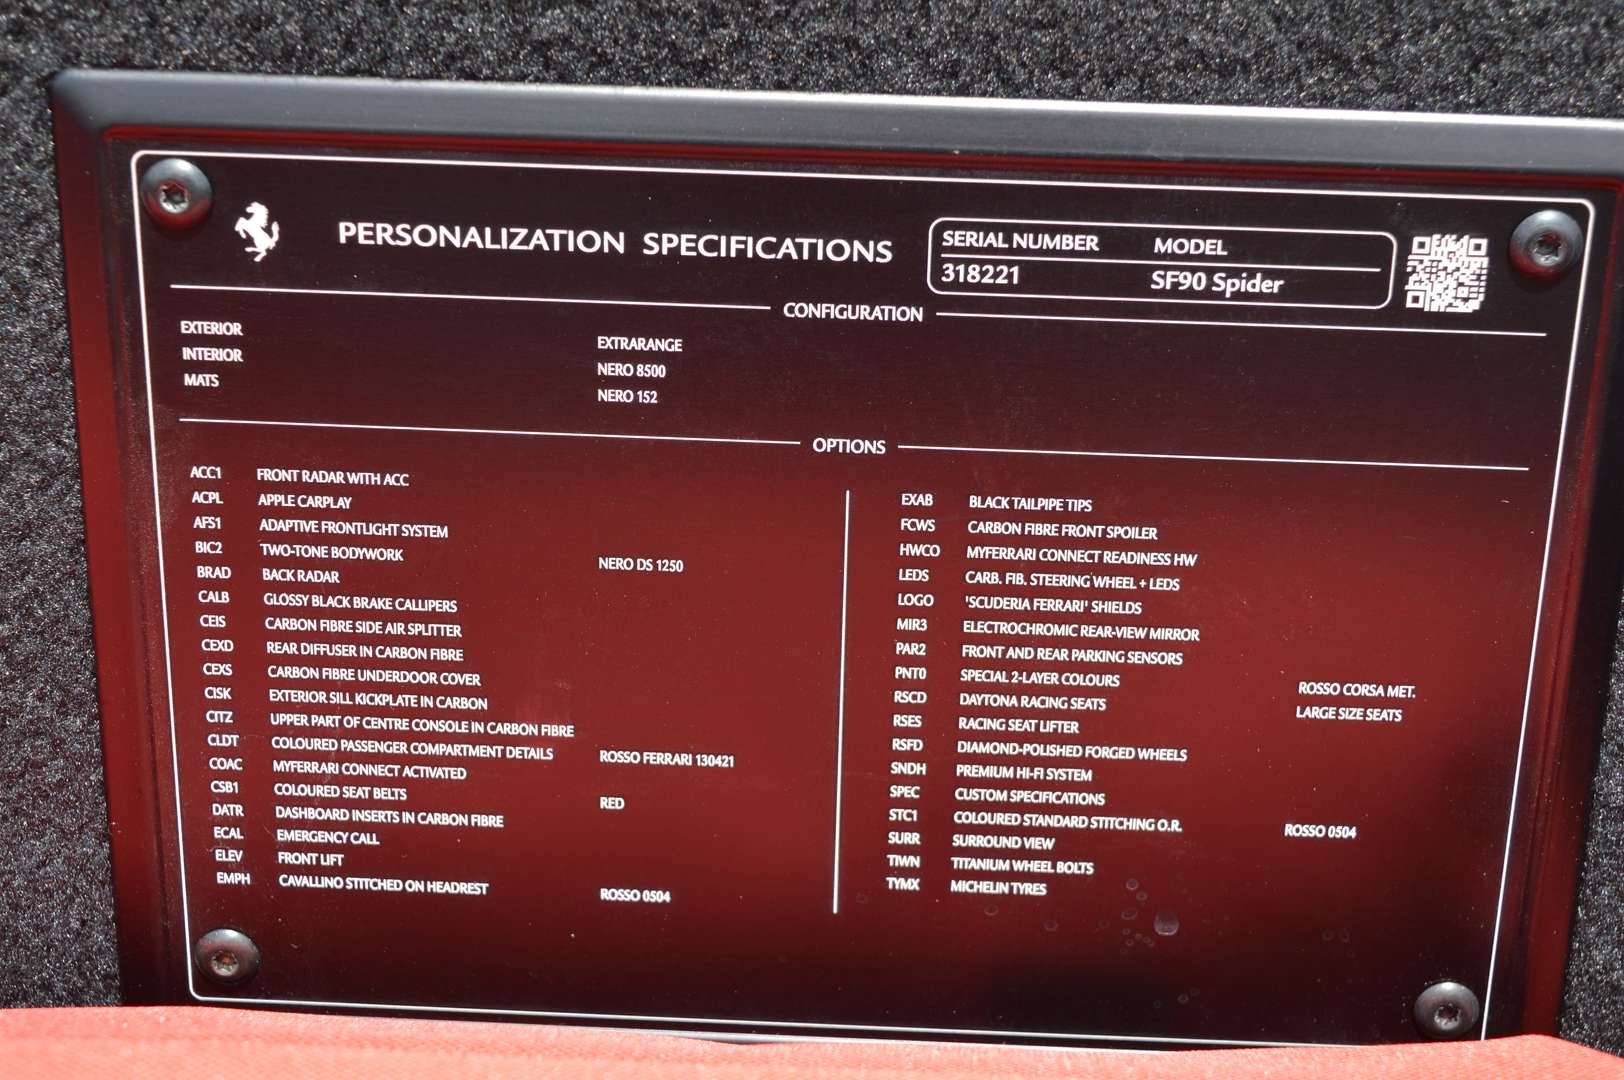 PERSONALIZATION SPECIFICATIONS
SERIAL NUMBER MODEL
318221 SF90 Spider
CONFIGURATION
EXTERIOR EXTRARANGE
INTERIOR NERO 8500
MATS NERO 152
OPTIONS
ACC1 FRONT RADAR WITH ACC
ACPL APPLE CARPLAY
AFS1 ADAPTIVE FRONTLIGHT SYSTEM
BIC2 TWO-TONE BODYWORK NERO DS 1250
BRAD BACK RADAR
CALB GLOSSY BLACK BRAKE CALLIPERS
CEIS CARBON FIBRE SIDE AIR SPLITTER
CEXD REAR DIFFUSER IN CARBON FIBRE
CEXS CARBON FIBRE UNDERDOOR COVER
CISK EXTERIOR SILL KICKPLATE IN CARBON
CITZ UPPER PART OF CENTRE CONSOLE IN CARBON FIBRE
CLDT COLOURED PASSENGER COMPARTMENT DETAILS ROSSO FERRARI 130421
COAC MYFERRARI CONNECT ACTIVATED
CSB1 COLOURED SEAT BELTS RED
DATR DASHBOARD INSERTS IN CARBON FIBRE
ECAL EMERGENCY CALL
ELEV FRONT LIFT
EMPH CAVALLINO STITCHED ON HEADREST ROSSO 0504
EXAB BLACK TAILPIPE TIPS
FCWS CARBON FIBRE FRONT SPOILER
HWCO MYFERRARI CONNECT READINESS HW
LEDS CARB. FIB. STEERING WHEEL + LEDS
LOGO 'SCUDERIA FERRARI' SHIELDS
MIR3 ELECTROCHROMIC REAR-VIEW MIRROR
PAR2 FRONT AND REAR PARKING SENSORS
PNT0 SPECIAL 2-LAYER COLOURS ROSSO CORSA MET.
RSCD DAYTONA RACING SEATS LARGE SIZE SEATS
RSES RACING SEAT LIFTER
RSFD DIAMOND-POLISHED FORGED WHEELS
SNDH PREMIUM HI-FI SYSTEM
SPEC CUSTOM SPECIFICATIONS
STC1 COLOURED STANDARD STITCHING O.R. ROSSO 0504
SURR SURROUND VIEW
TIWN TITANIUM WHEEL BOLTS
TYMX MICHELIN TYRES